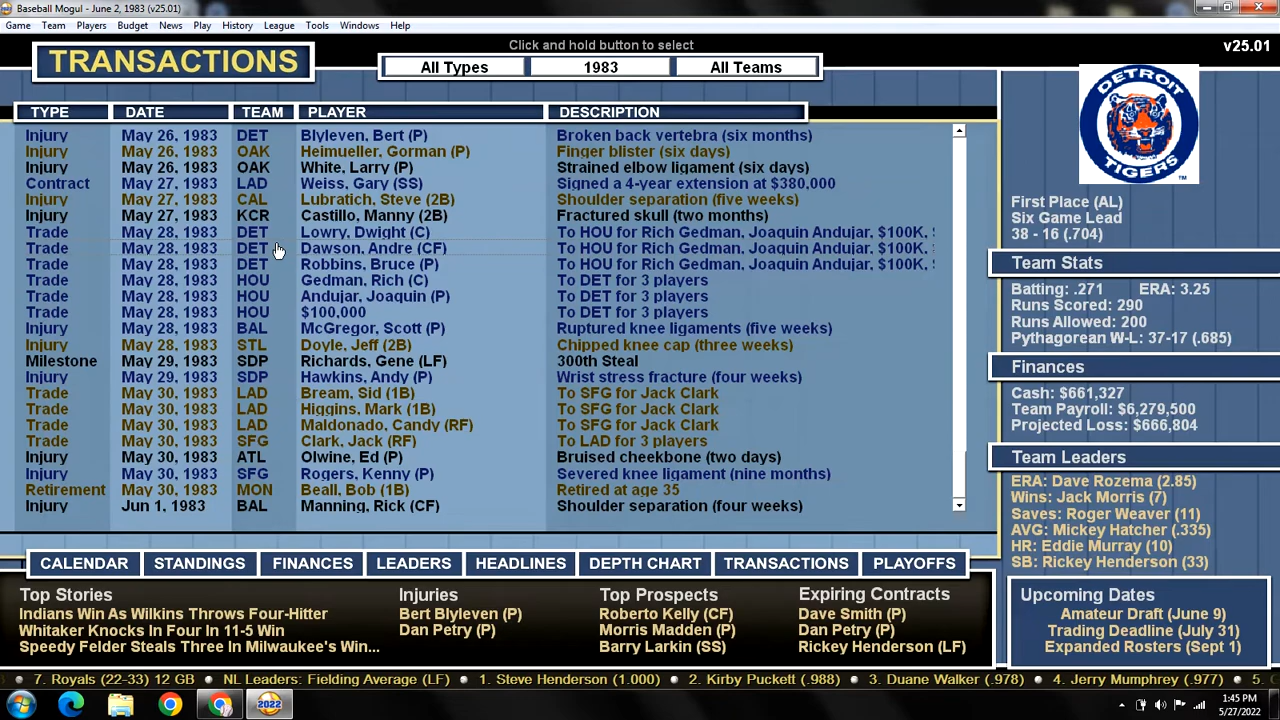 Baseball Mogul - June 2, 1983 (v25.01)
Game Team Players Budget News Play History League Tools Windows Help
TRANSACTIONS
Click and hold button to select
All Types 1983 All Teams
v25.01
TYPE DATE TEAM PLAYER DESCRIPTION
Injury May 26, 1983 DET Blyleven, Bert (P) Broken back vertebra (six months)
Injury May 26, 1983 OAK Heimueller, Gorman (P) Finger blister (six days)
Injury May 26, 1983 OAK White, Larry (P) Strained elbow ligament (six days)
Contract May 27, 1983 LAD Weiss, Gary (SS) Signed a 4-year extension at $380,000
Injury May 27, 1983 CAL Lubratich, Steve (2B) Shoulder separation (five weeks)
Injury May 27, 1983 KCR Castillo, Manny (2B) Fractured skull (two months)
Trade May 28, 1983 DET Lowry, Dwight (C) To HOU for Rich Gedman, Joaquin Andujar, $100K, $
Trade May 28, 1983 DET Dawson, Andre (CF) To HOU for Rich Gedman, Joaquin Andujar, $100K, $
Trade May 28, 1983 DET Robbins, Bruce (P) To HOU for Rich Gedman, Joaquin Andujar, $100K, $
Trade May 28, 1983 HOU Gedman, Rich (C) To DET for 3 players
Trade May 28, 1983 HOU Andujar, Joaquin (P) To DET for 3 players
Trade May 28, 1983 HOU $100,000 To DET for 3 players
Injury May 28, 1983 BAL McGregor, Scott (P) Ruptured knee ligaments (five weeks)
Injury May 28, 1983 STL Doyle, Jeff (2B) Chipped knee cap (three weeks)
Milestone May 29, 1983 SDP Richards, Gene (LF) 300th Steal
Injury May 29, 1983 SDP Hawkins, Andy (P) Wrist stress fracture (four weeks)
Trade May 30, 1983 LAD Bream, Sid (1B) To SFG for Jack Clark
Trade May 30, 1983 LAD Higgins, Mark (1B) To SFG for Jack Clark
Trade May 30, 1983 LAD Maldonado, Candy (RF) To SFG for Jack Clark
Trade May 30, 1983 SFG Clark, Jack (RF) To LAD for 3 players
Injury May 30, 1983 ATL Olwine, Ed (P) Bruised cheekbone (two days)
Injury May 30, 1983 SFG Rogers, Kenny (P) Severed knee ligament (nine months)
Retirement May 30, 1983 MON Beall, Bob (1B) Retired at age 35
Injury Jun 1, 1983 BAL Manning, Rick (CF) Shoulder separation (four weeks)
DETROIT
TIGERS
First Place (AL)
Six Game Lead
38 - 16 (.704)
Team Stats
Batting: .271 ERA: 3.25
Runs Scored: 290
Runs Allowed: 200
Pythagorean W-L: 37-17 (.685)
Finances
Cash: $661,327
Team Payroll: $6,279,500
Projected Loss: $666,804
Team Leaders
ERA: Dave Rozema (2.85)
Wins: Jack Morris (7)
Saves: Roger Weaver (11)
AVG: Mickey Hatcher (.335)
HR: Eddie Murray (10)
SB: Rickey Henderson (33)
CALENDAR STANDINGS FINANCES LEADERS HEADLINES DEPTH CHART TRANSACTIONS PLAYOFFS
Top Stories
Indians Win As Wilkins Throws Four-Hitter
Whitaker Knocks In Four In 11-5 Win
Speedy Felder Steals Three In Milwaukee's Win...
Injuries
Bert Blyleven (P)
Dan Petry (P)
Top Prospects
Roberto Kelly (CF)
Morris Madden (P)
Barry Larkin (SS)
Expiring Contracts
Dave Smith (P)
Dan Petry (P)
Rickey Henderson (LF)
Upcoming Dates
Amateur Draft (June 9)
Trading Deadline (July 31)
Expanded Rosters (Sept 1)
• 7. Royals (22-33) 12 GB • NL Leaders: Fielding Average (LF) • 1. Steve Henderson (1.000) • 2. Kirby Puckett (.988) • 3. Duane Walker (.978) • 4. Jerry Mumphrey (.977) • 5.
2022
1:45 PM
5/27/2022